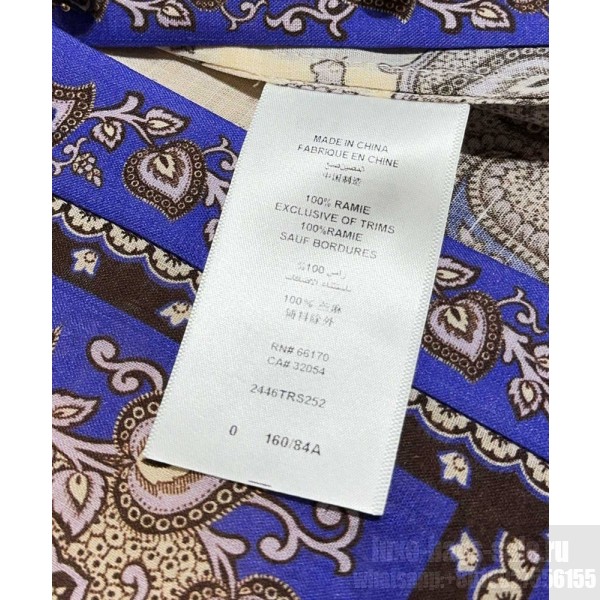 MADE IN CHINA
FABRIQUE EN CHINE
中国制造
100% RAMIE
EXCLUSIVE OF TRIMS
100%RAMIE
SAUF BORDURES
100%
100% 苎麻
辅料除外
RN# 66170
CA# 32054
2446TRS252
0 160/84A